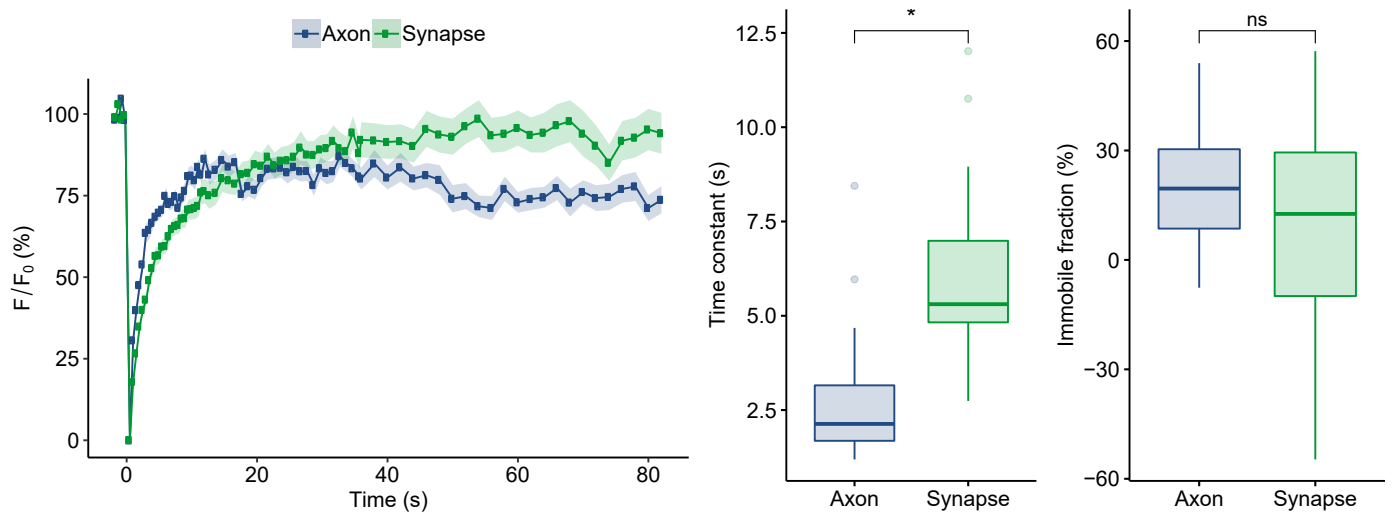 Axon Synapse
100
75
50
25
0
F/F0 (%)
0 20 40 60 80
Time (s)
*
12.5
10.0
7.5
5.0
2.5
Time constant (s)
Axon Synapse
ns
60
30
0
−30
−60
Immobile fraction (%)
Axon Synapse